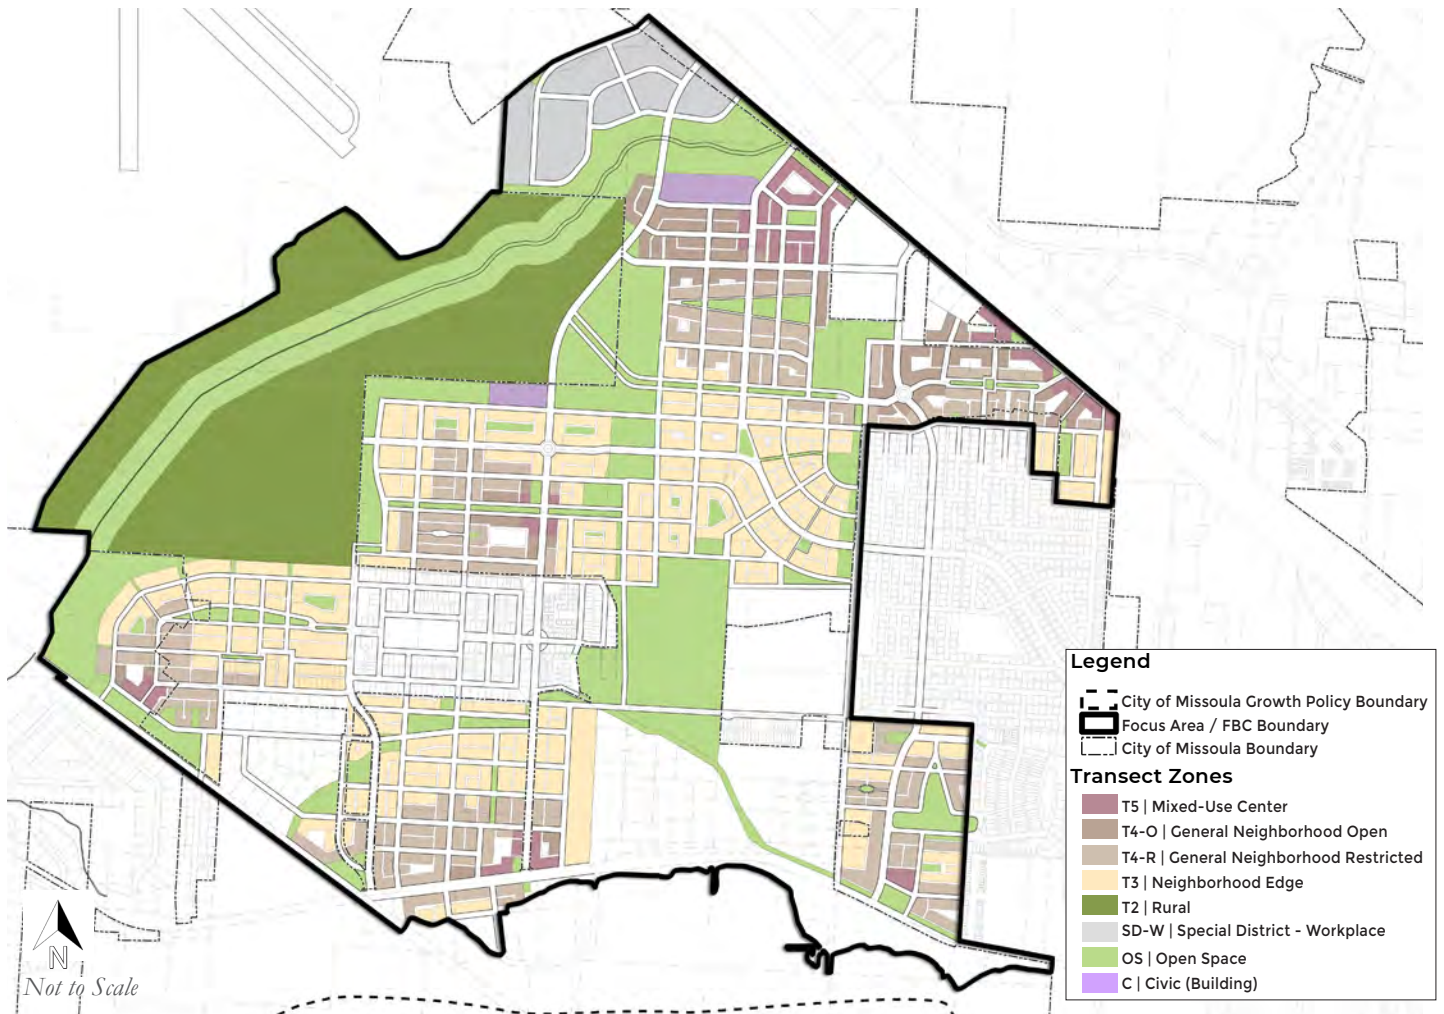 Legend
City of Missoula Growth Policy Boundary
Focus Area / FBC Boundary
City of Missoula Boundary
Transect Zones
T5 | Mixed-Use Center
T4-O | General Neighborhood Open
T4-R | General Neighborhood Restricted
T3 | Neighborhood Edge
T2 | Rural
SD-W | Special District - Workplace
OS | Open Space
C | Civic (Building)
N
Not to Scale